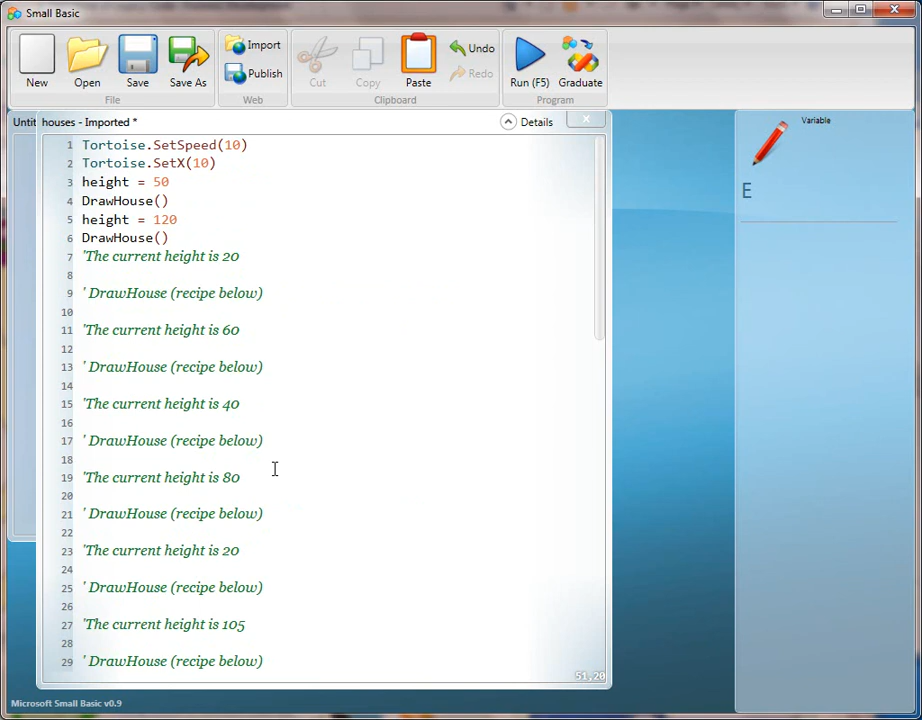 Small Basic
New
Open
Save
Save As
Import
Publish
Cut
Copy
Paste
Undo
Redo
Run (F5)
Graduate
File
Web
Clipboard
Program
Untit
houses - Imported *
Details
Variable
E
1 Tortoise.SetSpeed(10)
2 Tortoise.SetX(10)
3 height = 50
4 DrawHouse()
5 height = 120
6 DrawHouse()
7 'The current height is 20
8
9 ' DrawHouse (recipe below)
10
11 'The current height is 60
12
13 ' DrawHouse (recipe below)
14
15 'The current height is 40
16
17 ' DrawHouse (recipe below)
18
19 'The current height is 80
20
21 ' DrawHouse (recipe below)
22
23 'The current height is 20
24
25 ' DrawHouse (recipe below)
26
27 'The current height is 105
28
29 ' DrawHouse (recipe below)
51,20
Microsoft Small Basic v0.9